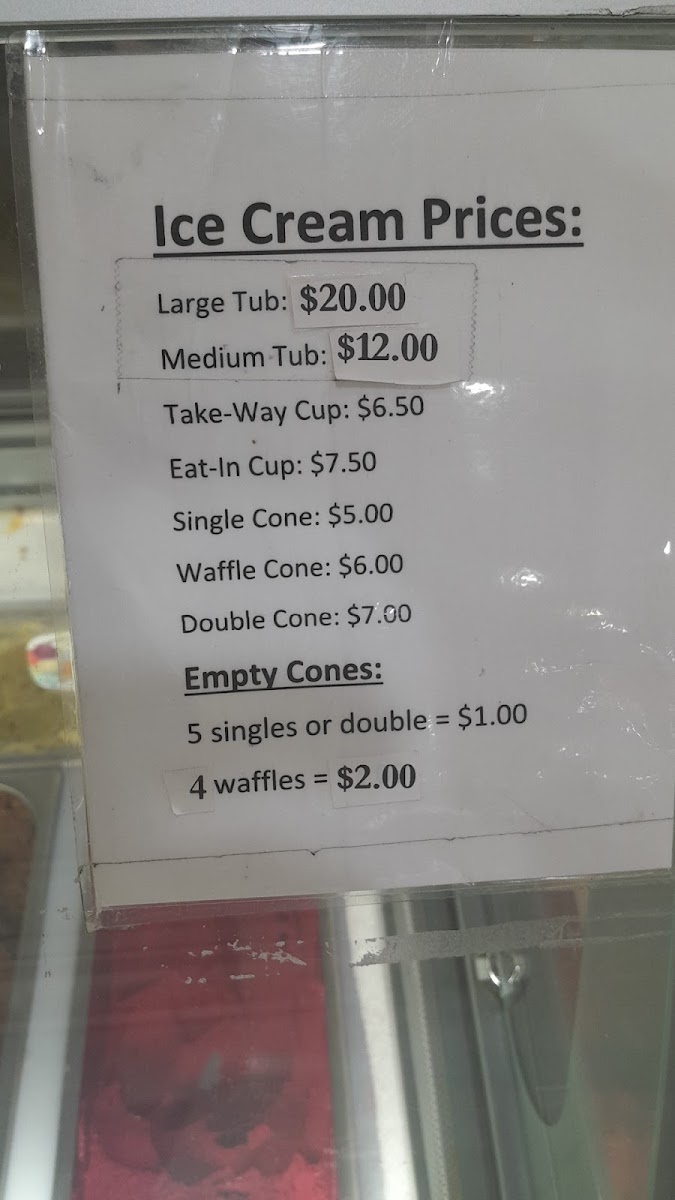 Ice Cream Prices:
Large Tub: $20.00
Medium Tub: $12.00
Take-Way Cup: $6.50
Eat-In Cup: $7.50
Single Cone: $5.00
Waffle Cone: $6.00
Double Cone: $7.00
Empty Cones:
5 singles or double = $1.00
4 waffles = $2.00